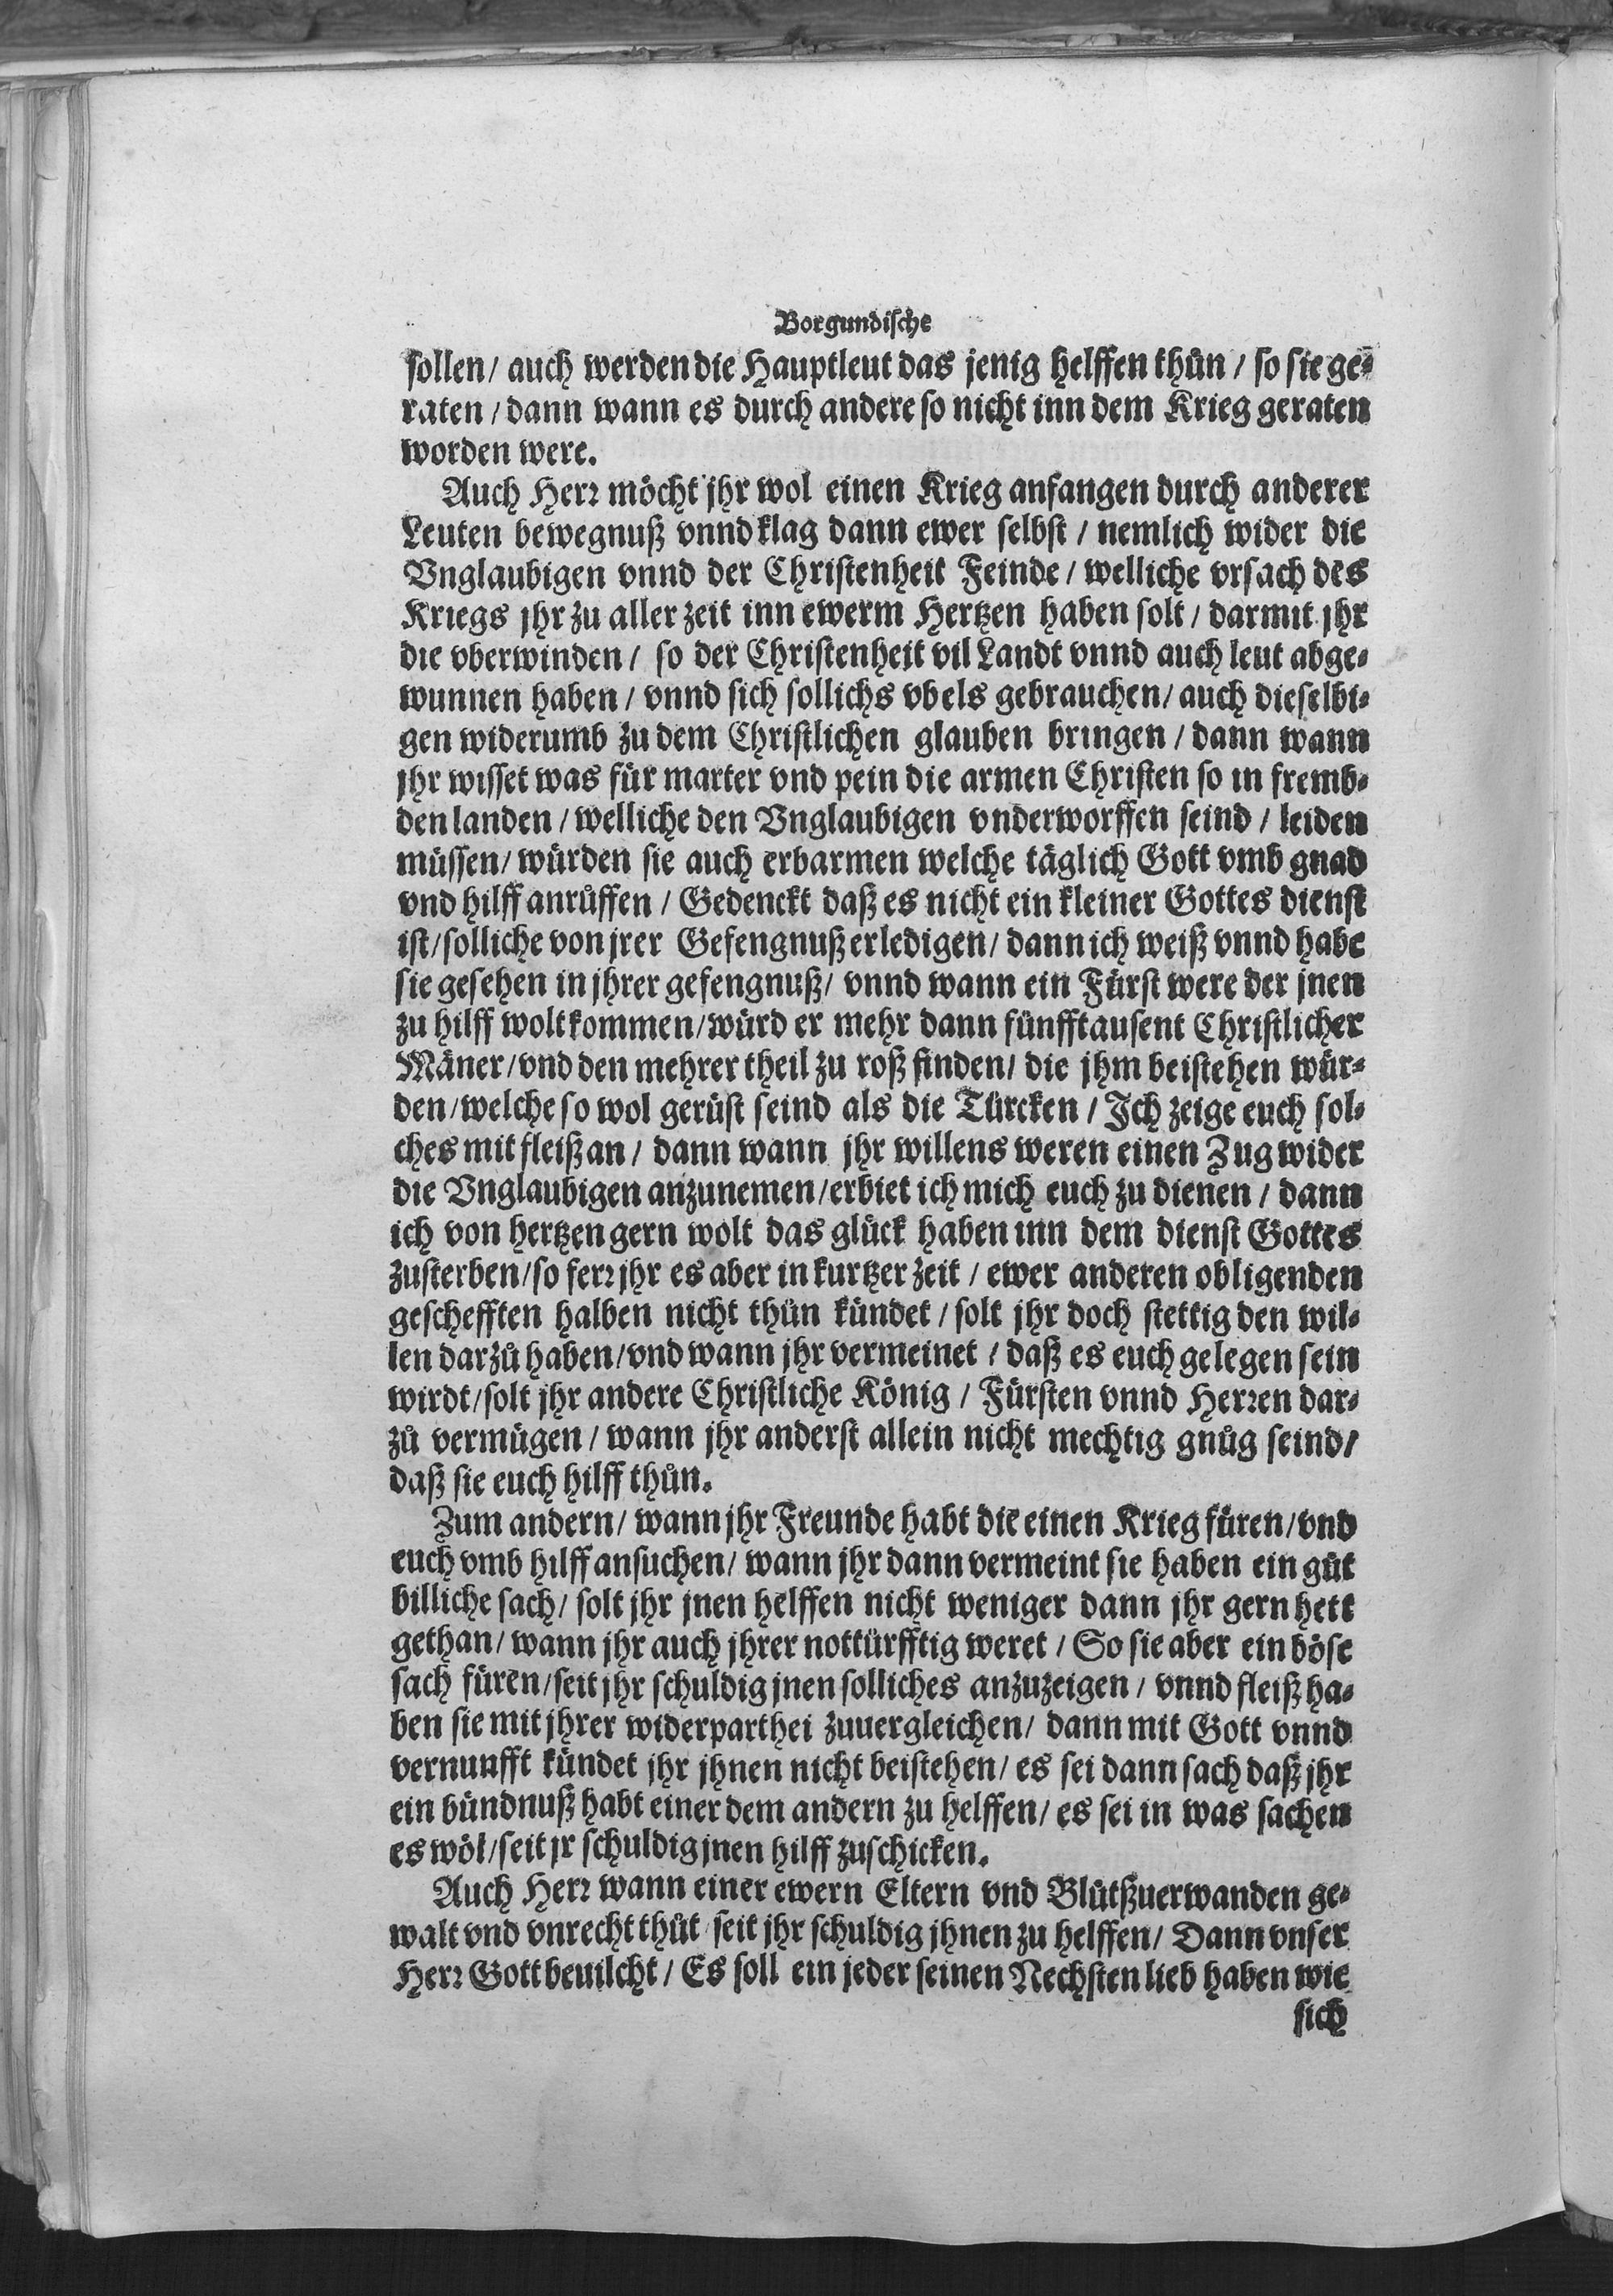 Borgundische
sollen/ auch werden die Hauptleut das jenig helffen thůn / so sie ge⸗
raten / dann wann es durch andere so nicht inn dem Krieg geraten
worden were.
Auch Herr möcht jhr wol einen Krieg anfangen durch anderer
Leuten bewegnuß vnnd klag dann ewer selbst / nemlich wider die
Vnglaubigen vnnd der Christenheit Feinde / welliche vrsach des
Kriegs jhr zu aller zeit inn ewerm Hertzen haben solt / darmit jhr
die vberwinden / so der Christenheit vil Landt vnnd auch leut abge⸗
wunnen haben / vnnd sich sollichs vbels gebrauchen/ auch dieselbi⸗
gen widerumb zu dem Christlichen glauben bringen / dann wann
jhr wisset was für marter vnd pein die armen Christen so in fremb⸗
den landen / welliche den Vnglaubigen vnderworffen seind / leiden
müssen/ würden sie auch erbarmen welche täglich Gott vmb gnad
vnd hilff anrůffen / Gedenckt daß es nicht ein kleiner Gottes dienst
ist/ solliche von jrer Gefengnuß erledigen/ dann ich weiß vnnd habe
sie gesehen in jhrer gefengnuß/ vnnd wann ein Fürst were der jnen
zu hilff wolt kommen/würd er mehr dann fünfftausent Christlicher
Mäner/vnd den mehrer theil zu roß finden/ die jhm beistehen wür⸗
den/welche so wol gerüst seind als die Türcken / Ich zeige euch sol⸗
ches mit fleiß an / dann wann jhr willens weren einen Zug wider
die Vnglaubigen anzunemen/erbiet ich mich euch zu dienen / dann
ich von hertzen gern wolt das glück haben inn dem dienst Gottes
zusterben/so ferr jhr es aber in kurtzer zeit / ewer anderen obligenden
geschefften halben nicht thün kündet / solt jhr doch stettig den wil⸗
len darzů haben/vnd wann jhr vermeinet / daß es euch gelegen sein
wirdt/solt jhr andere Christliche König / Fürsten vnnd Herren dar⸗
zů vermügen / wann jhr anderst allein nicht mechtig gnůg seind/
daß sie euch hilff thůn.
Zum andern/ wann jhr Freunde habt die einen Krieg füren/vnd
euch vmb hilff ansuchen/ wann jhr dann vermeint sie haben ein gůt
billiche sach/ solt jhr jnen helffen nicht weniger dann jhr gern hett
gethan/ wann jhr auch jhrer nottürfftig weret / So sie aber ein böse
sach füren/seit jhr schuldig jnen solliches anzuzeigen / vnnd fleiß ha⸗
ben sie mit jhrer widerparthei zuuergleichen/ dann mit Gott vnnd
vernunfft kündet jhr jhnen nicht beistehen/ es sei dann sach daß jhr
ein bündnuß habt einer dem andern zu helffen/ es sei in was sachen
es wöl/seit jr schuldig jnen hilff zuschicken.
Auch Herr wann einer ewern Eltern vnd Blůtßuerwanden ge⸗
walt vnd vnrecht thůt/ seit jhr schuldig jhnen zu helffen/ Dann vnser
Herr Gott beuilcht / Es soll ein jeder seinen Nechsten lieb haben wie
sich